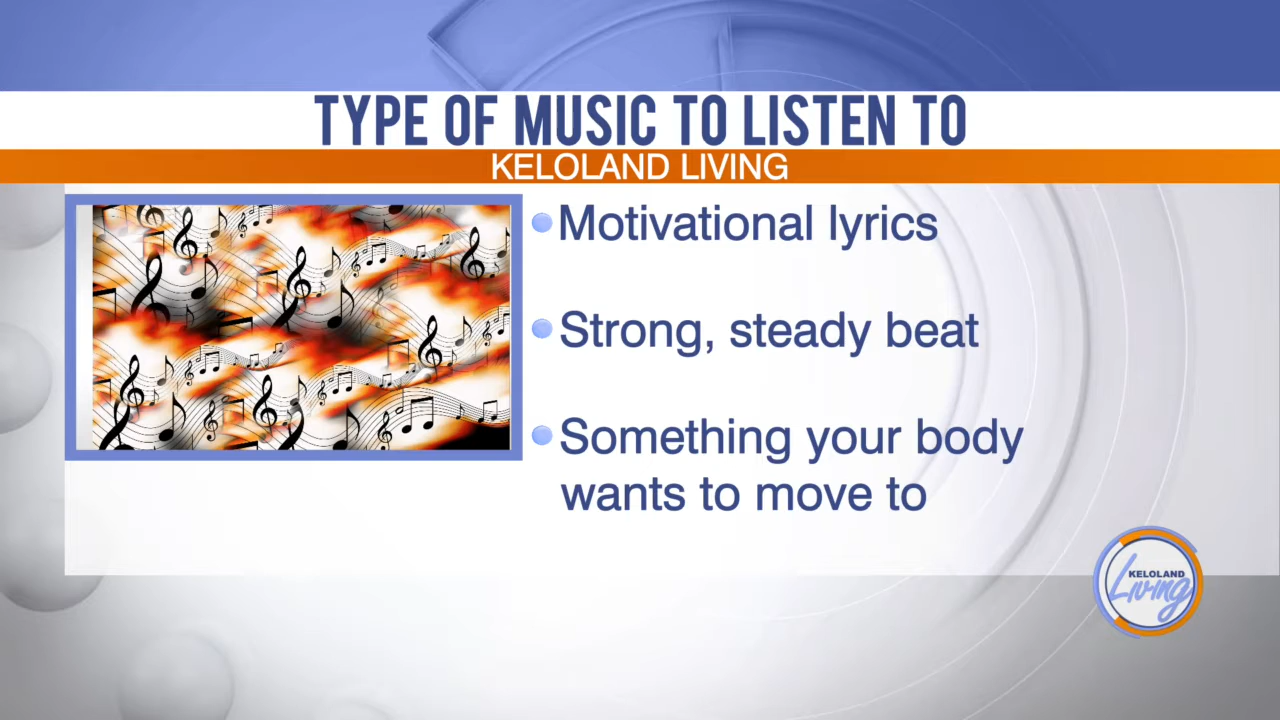 TYPE OF MUSIC TO LISTEN TO
KELOLAND LIVING
Motivational lyrics
Strong, steady beat
Something your body
wants to move to
KELOLAND
Living